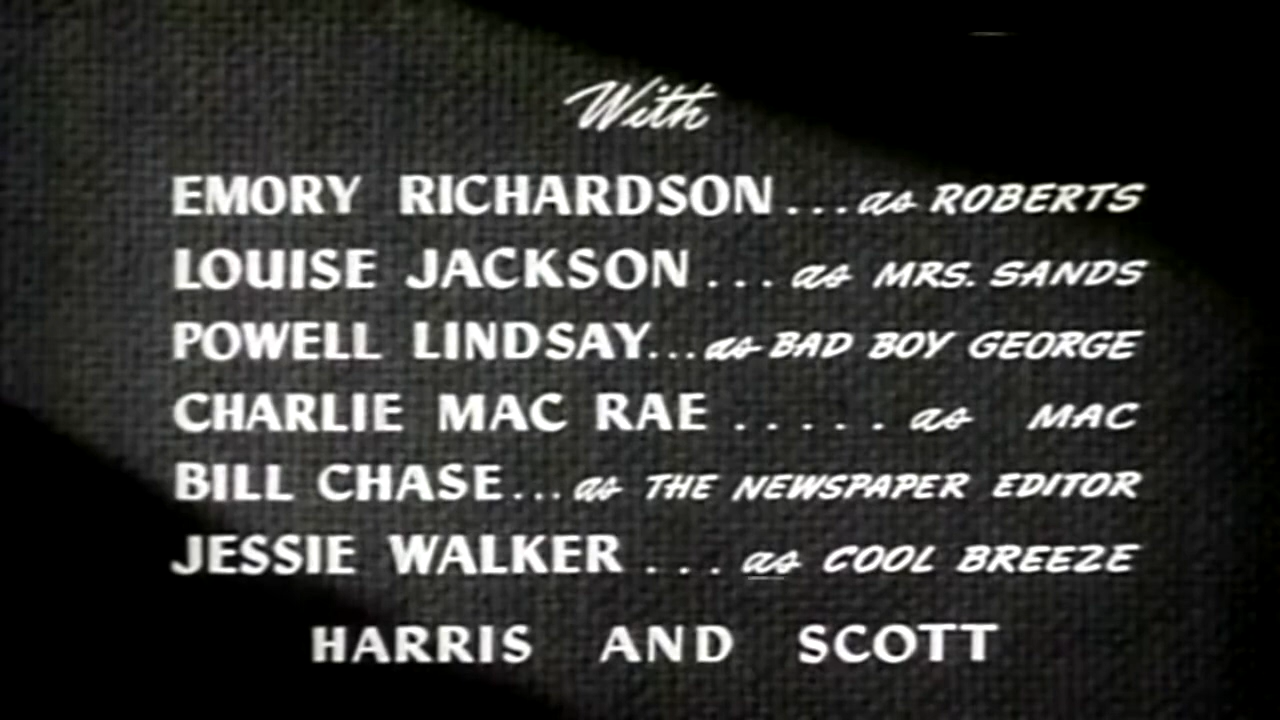 With
EMORY RICHARDSON...as ROBERTS
LOUISE JACKSON... as MRS. SANDS
POWELL LINDSAY...as BAD BOY GEORGE
CHARLIE MAC RAE ..... as MAC
BILL CHASE...as THE NEWSPAPER EDITOR
JESSIE WALKER ... as COOL BREEZE
HARRIS AND SCOTT